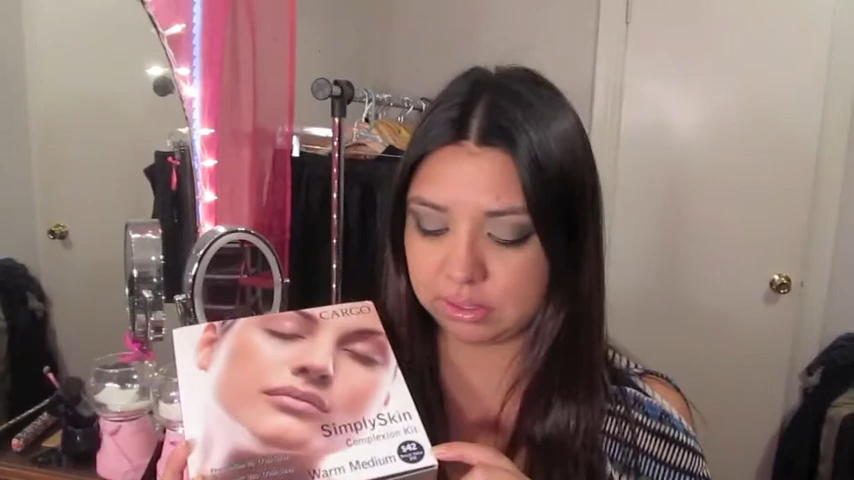 CARGO
SimplySkin
Complexion Kit
Warm Medium
$42